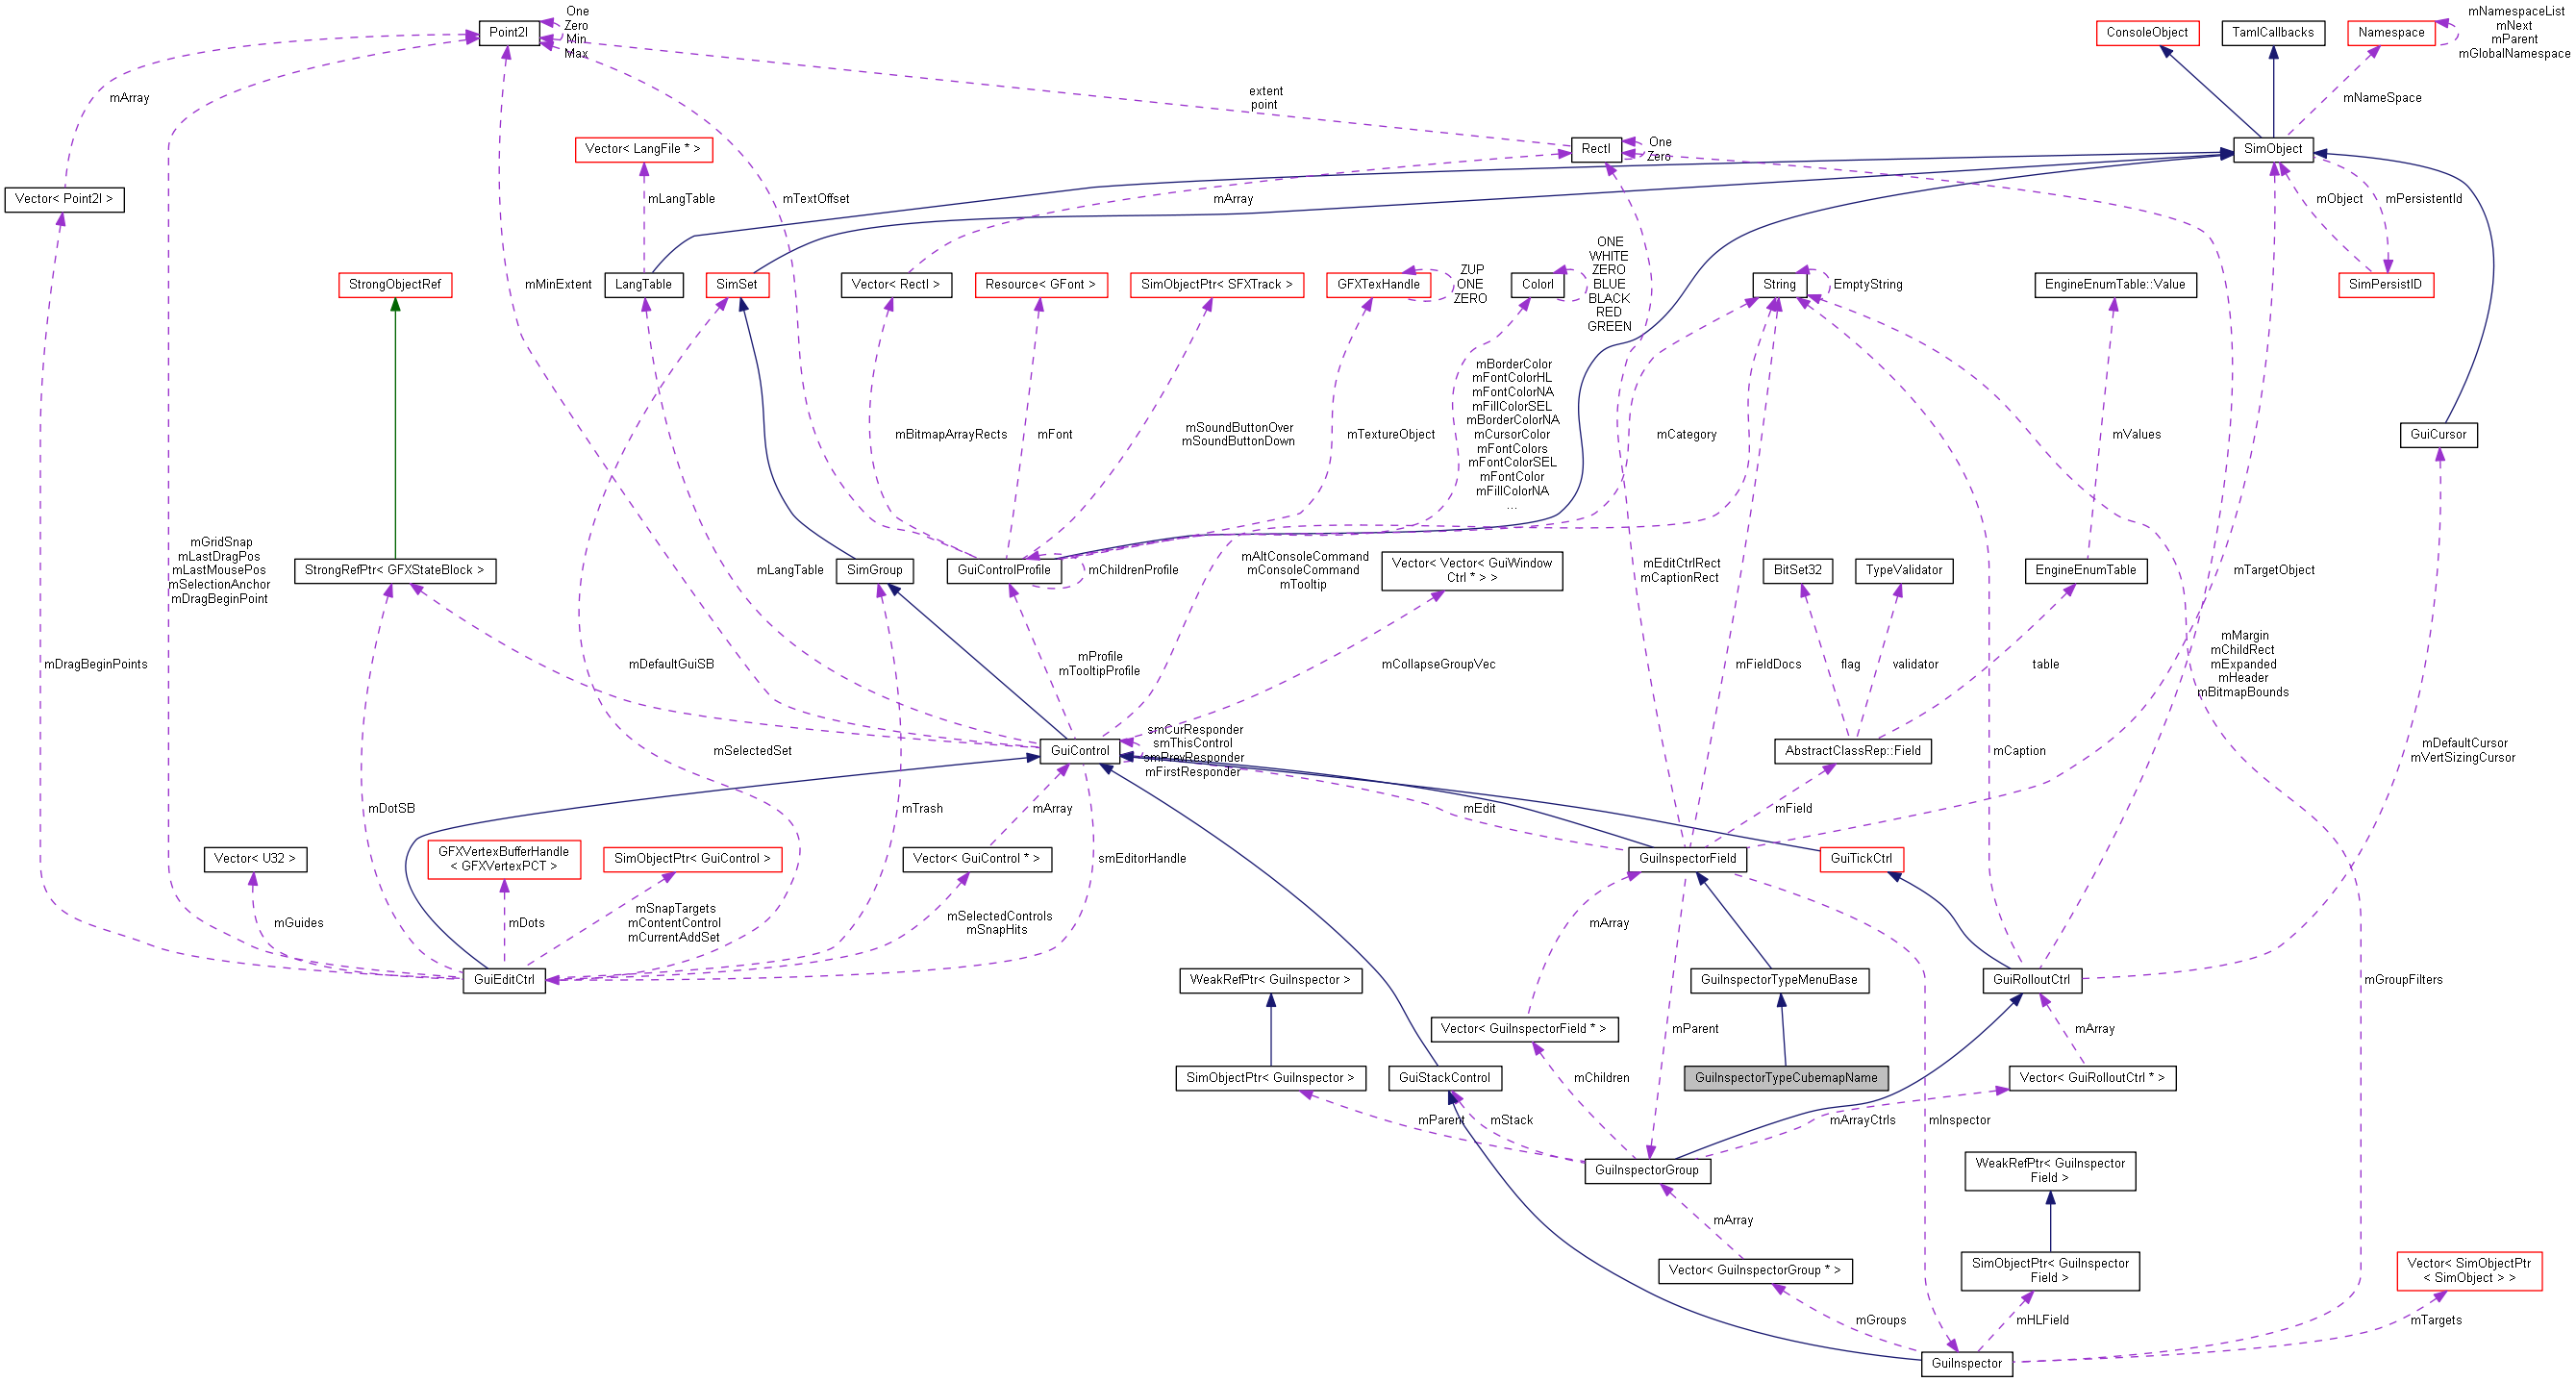 One
Zero
Min
Max
Point2I
ConsoleObject
TamlCallbacks
Namespace
mNamespaceList
mNext
mParent
mGlobalNamespace
mArray
extent
point
mNameSpace
Vector< LangFile * >
RectI
One
Zero
SimObject
Vector< Point2I >
mLangTable
mTextOffset
mArray
mObject
mPersistentId
StrongObjectRef
mMinExtent
LangTable
SimSet
Vector< RectI >
Resource< GFont >
SimObjectPtr< SFXTrack >
GFXTexHandle
ZUP
ONE
ZERO
ColorI
ONE
WHITE
ZERO
BLUE
BLACK
RED
GREEN
String
EmptyString
EngineEnumTable::Value
SimPersistID
mBitmapArrayRects
mFont
mSoundButtonOver
mSoundButtonDown
mTextureObject
mBorderColor
mFontColorHL
mFontColorNA
mFillColorSEL
mBorderColorNA
mCursorColor
mFontColors
mFontColorSEL
mFontColor
mFillColorNA
...
mCategory
mValues
GuiCursor
mGridSnap
mLastDragPos
mLastMousePos
mSelectionAnchor
mDragBeginPoint
StrongRefPtr< GFXStateBlock >
mLangTable
SimGroup
GuiControlProfile
mChildrenProfile
mAltConsoleCommand
mConsoleCommand
mTooltip
Vector< Vector< GuiWindow
Ctrl * > >
mEditCtrlRect
mCaptionRect
BitSet32
TypeValidator
EngineEnumTable
mTargetObject
mDragBeginPoints
mDefaultGuiSB
mProfile
mTooltipProfile
mCollapseGroupVec
mFieldDocs
flag
validator
table
mMargin
mChildRect
mExpanded
mHeader
mBitmapBounds
mSelectedSet
GuiControl
smCurResponder
smThisControl
smPrevResponder
mFirstResponder
AbstractClassRep::Field
mCaption
mDefaultCursor
mVertSizingCursor
mDotSB
mTrash
mArray
mEdit
mField
Vector< U32 >
GFXVertexBufferHandle
< GFXVertexPCT >
SimObjectPtr< GuiControl >
Vector< GuiControl * >
smEditorHandle
GuiInspectorField
GuiTickCtrl
mGuides
mDots
mSnapTargets
mContentControl
mCurrentAddSet
mSelectedControls
mSnapHits
mArray
GuiEditCtrl
WeakRefPtr< GuiInspector >
GuiInspectorTypeMenuBase
GuiRolloutCtrl
mGroupFilters
Vector< GuiInspectorField * >
mParent
mArray
SimObjectPtr< GuiInspector >
GuiStackControl
mChildren
GuiInspectorTypeCubemapName
Vector< GuiRolloutCtrl * >
mParent
mStack
mArrayCtrls
mInspector
GuiInspectorGroup
WeakRefPtr< GuiInspector
Field >
mArray
Vector< GuiInspectorGroup * >
SimObjectPtr< GuiInspector
Field >
Vector< SimObjectPtr
< SimObject > >
mGroups
mHLField
mTargets
GuiInspector